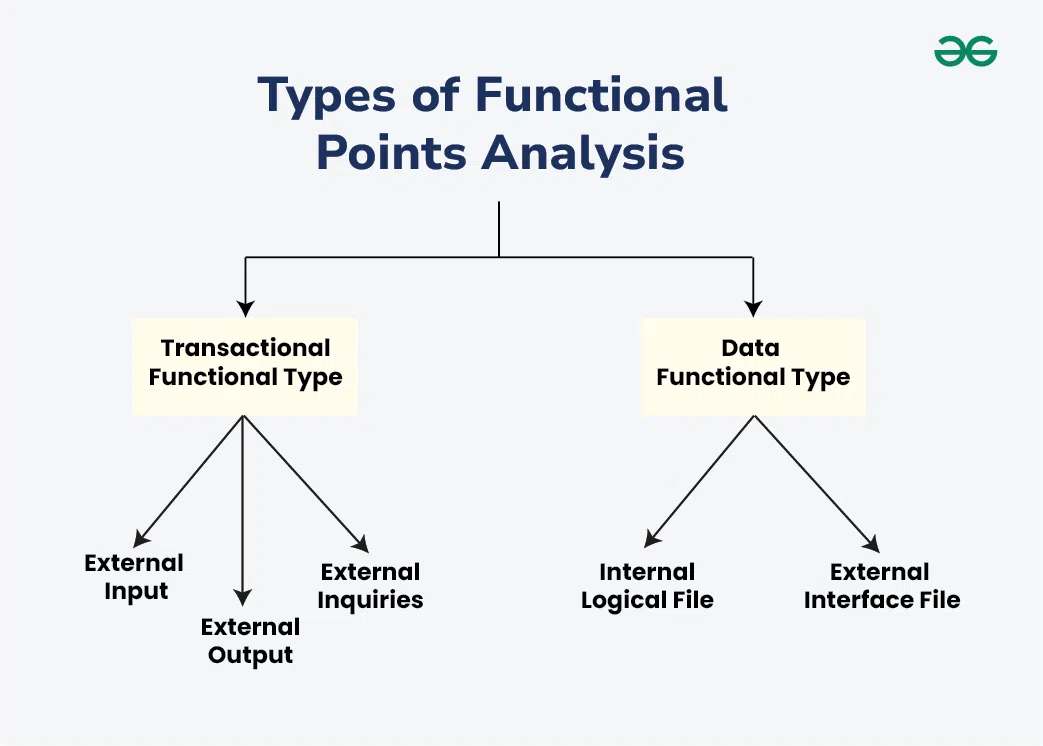 Types of Functional
Points Analysis
Transactional
Functional Type
Data
Functional Type
External
Input
External
Output
External
Inquiries
Internal
Logical File
External
Interface File